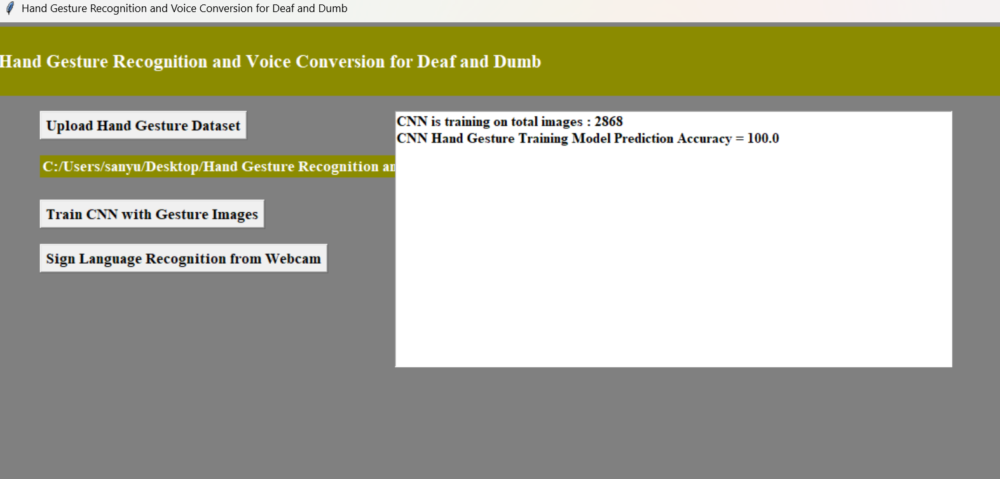 Hand Gesture Recognition and Voice Conversion for Deaf and Dumb
Hand Gesture Recognition and Voice Conversion for Deaf and Dumb
Upload Hand Gesture Dataset
C:/Users/sanyu/Desktop/Hand Gesture Recognition
Train CNN with Gesture Images
Sign Language Recognition from Webcam
CNN is training on total images : 2868
CNN Hand Gesture Training Model Prediction Accuracy = 100.0